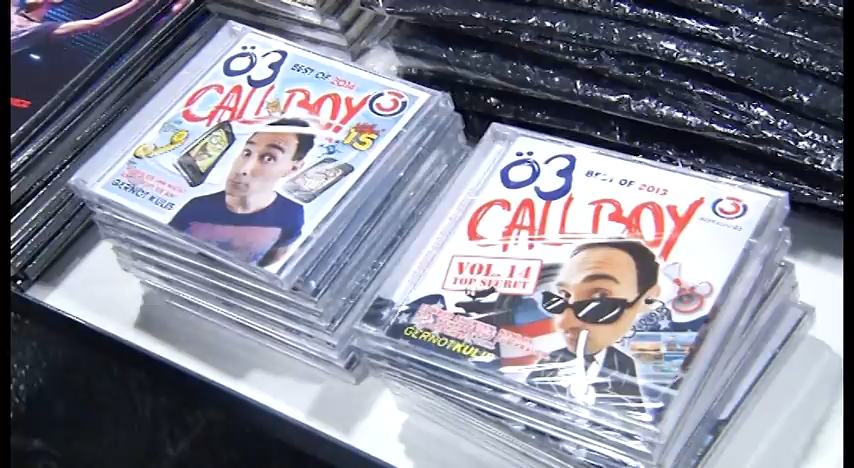 Ö3
BEST OF 2014
CALLBOY
15
GERNOT KULIS
Ö3
BEST OF 2013
CALLBOY
VOL. 14
TOP SECRET
GERNOT KULIS